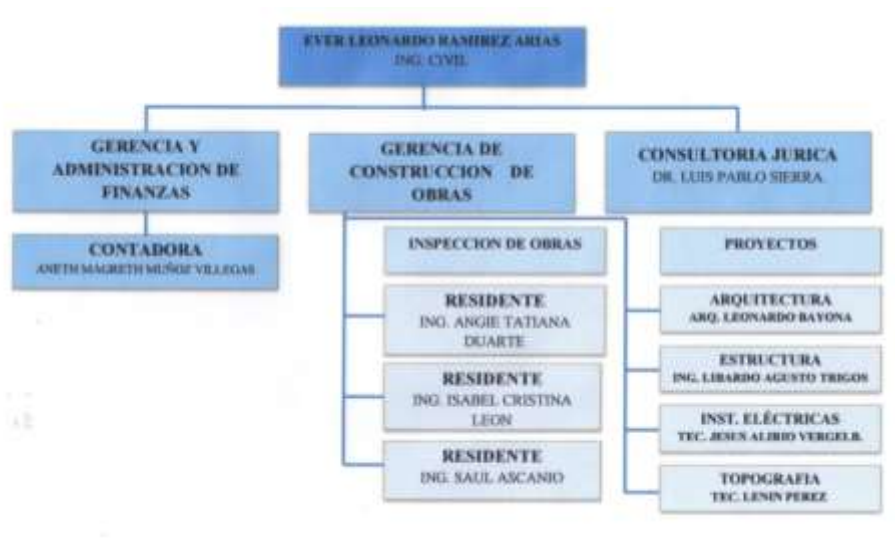 EVER LEONARDO RAMIREZ ARIAS
ING. CIVIL
GERENCIA Y
ADMINISTRACION DE
FINANZAS
CONTADORA
ANETH MAGRETH MUÑOZ VILLEGAS
GERENCIA DE
CONSTRUCCION DE
OBRAS
CONSULTORIA JURICA
DR. LUIS PABLO SIERRA.
INSPECCION DE OBRAS
RESIDENTE
ING. ANGIE TATIANA
DUARTE
RESIDENTE
ING. ISABEL CRISTINA
LEON
RESIDENTE
ING. SAUL ASCANIO
PROYECTOS
ARQUITECTURA
ARQ. LEONARDO BAYONA
ESTRUCTURA
ING. LIBARDO AGUSTO TRIGOS
INST. ELÉCTRICAS
TEC. JESUS ALIRIO VERGEL B.
TOPOGRAFIA
TEC. LENIN PEREZ